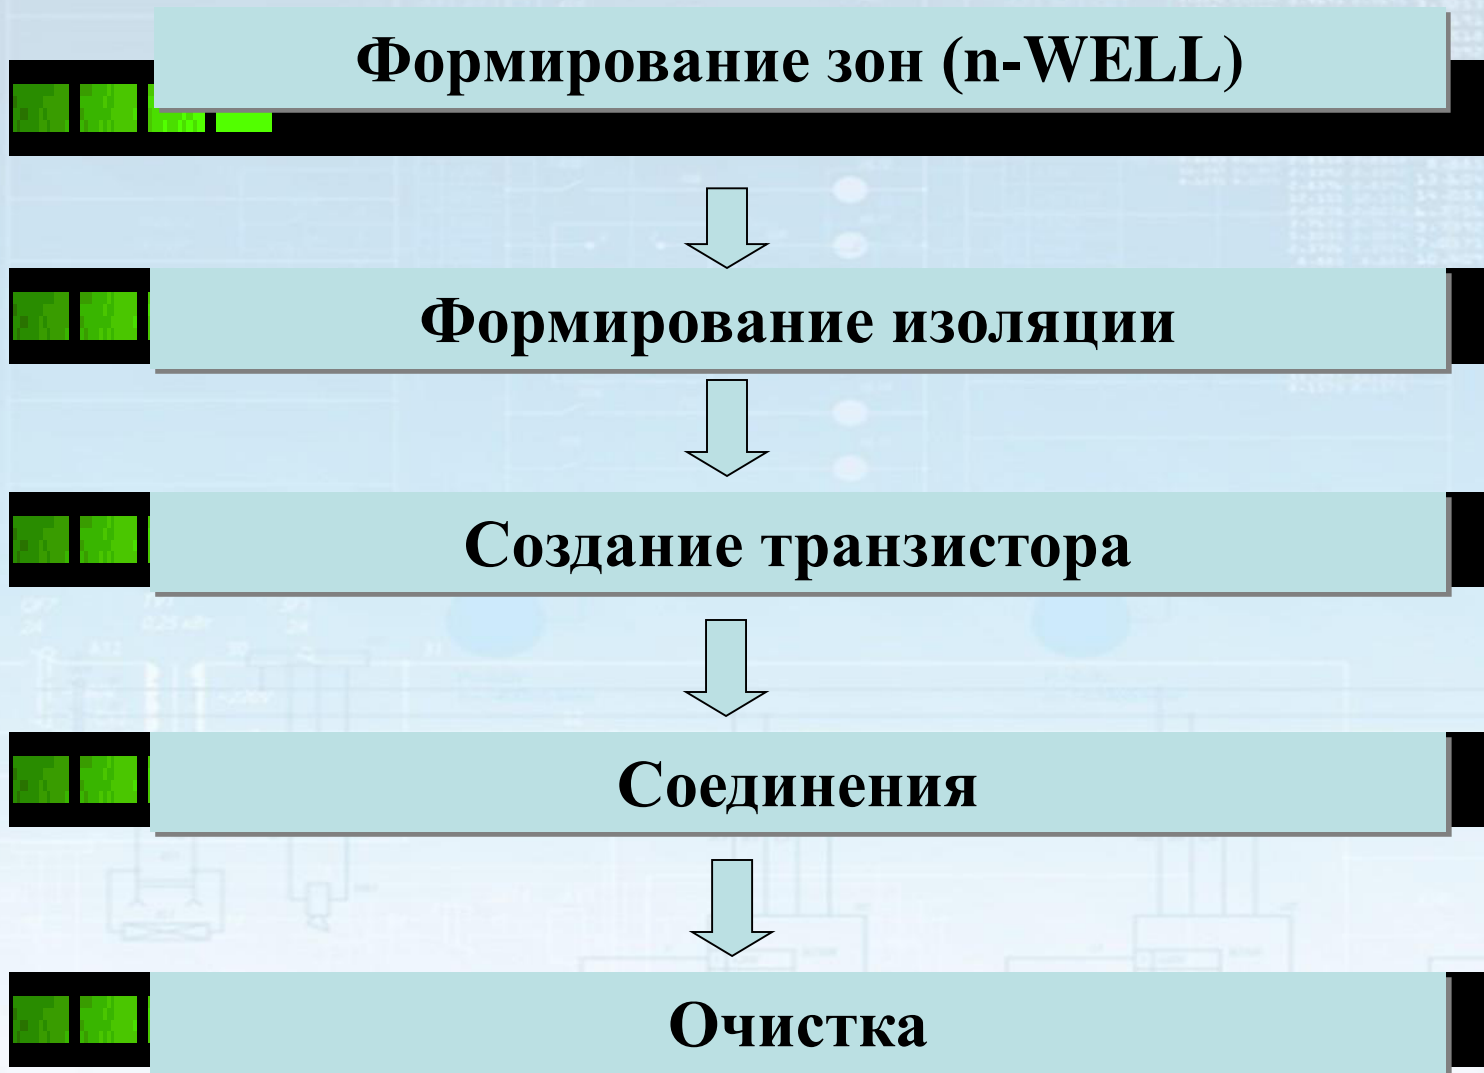 Формирование зон (n-WELL)
Формирование изоляции
Создание транзистора
Соединения
Очистка